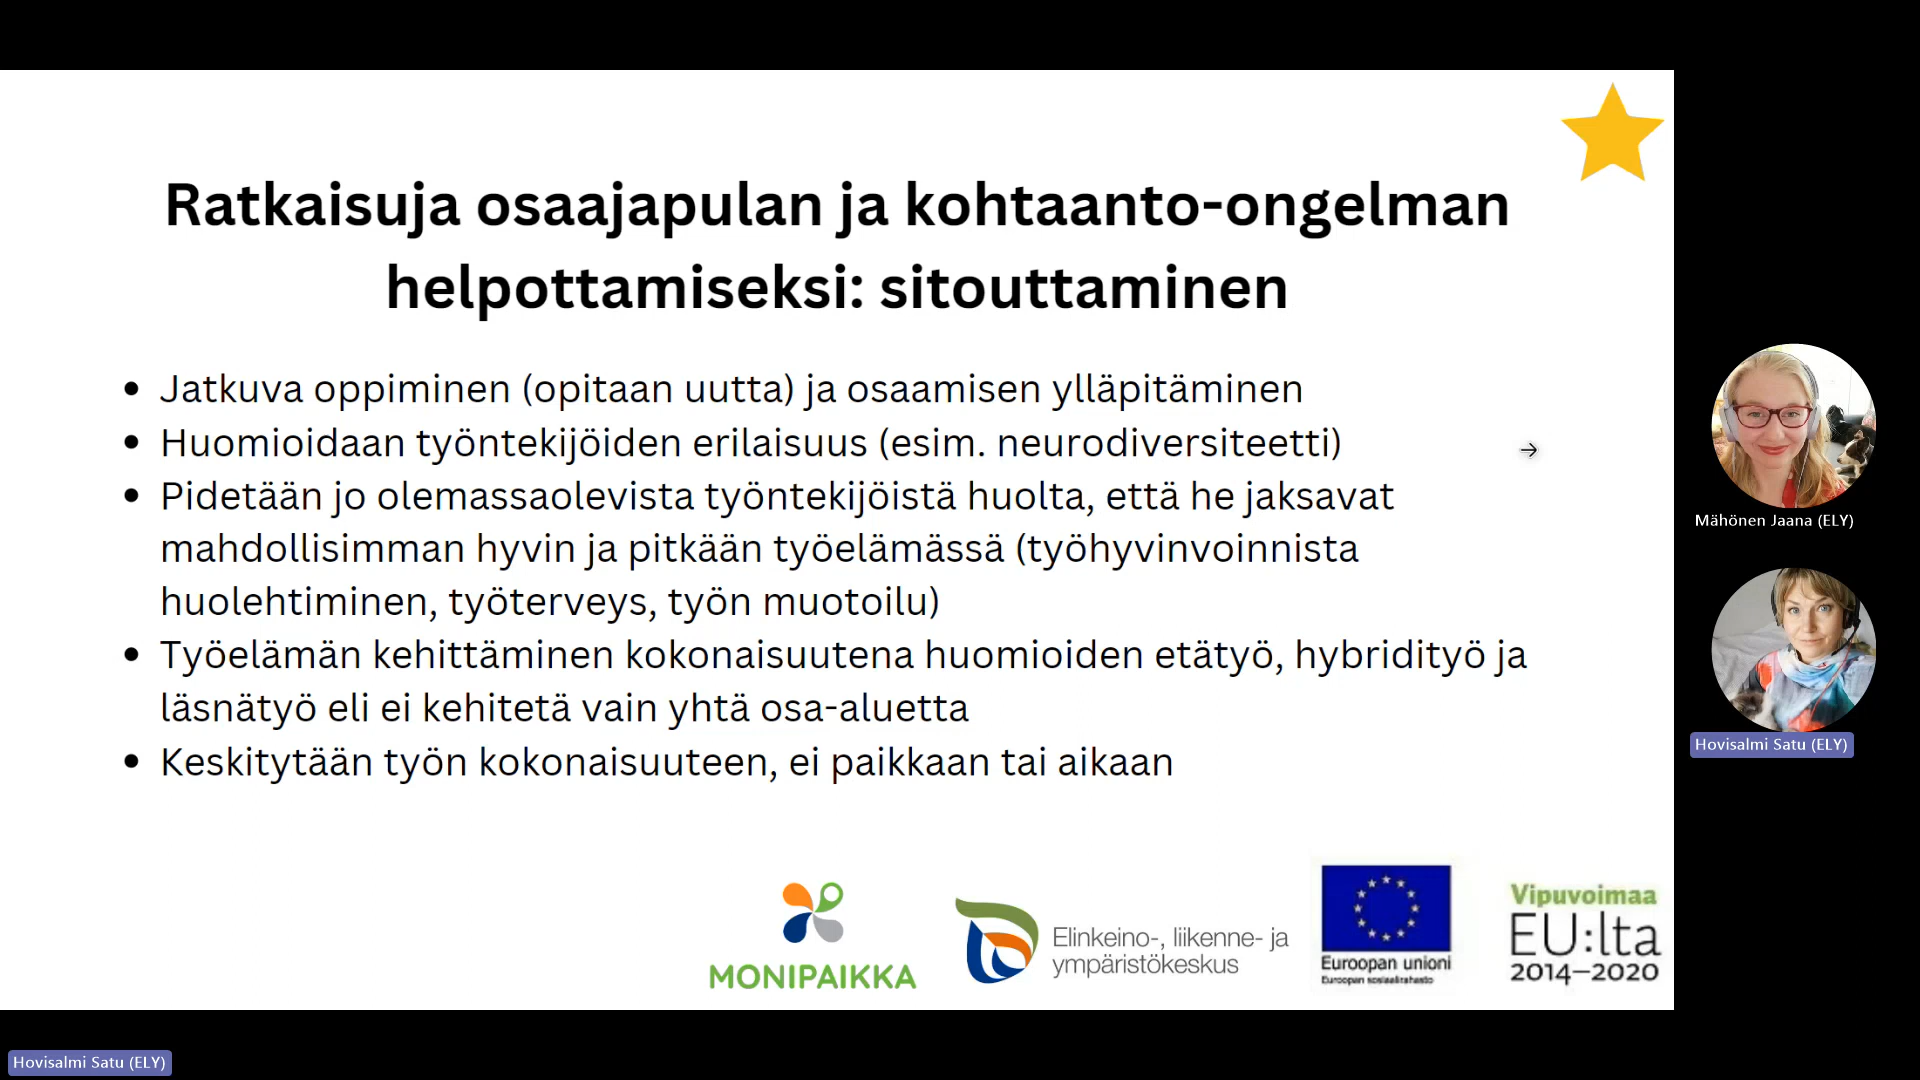 Ratkaisuja osaajapulan ja kohtaanto-ongelman
helpottamiseksi: sitouttaminen
• Jatkuva oppiminen (opitaan uutta) ja osaamisen ylläpitäminen
• Huomioidaan työntekijöiden erilaisuus (esim. neurodiversiteetti)
• Pidetään jo olemassaolevista työntekijöistä huolta, että he jaksavat
mahdollisimman hyvin ja pitkään työelämässä (työhyvinvoinnista
huolehtiminen, työterveys, työn muotoilu)
• Työelämän kehittäminen kokonaisuutena huomioiden etätyö, hybridityö ja
läsnätyö eli ei kehitetä vain yhtä osa-aluetta
• Keskitytään työn kokonaisuuteen, ei paikkaan tai aikaan
MONIPAIKKA
Elinkeino-, liikenne- ja
ympäristökeskus
Euroopan unioni
Euroopan sosiaalirahasto
Vipuvoimaa
EU:lta
2014–2020
Mähönen Jaana (ELY)
Hovisalmi Satu (ELY)
Hovisalmi Satu (ELY)